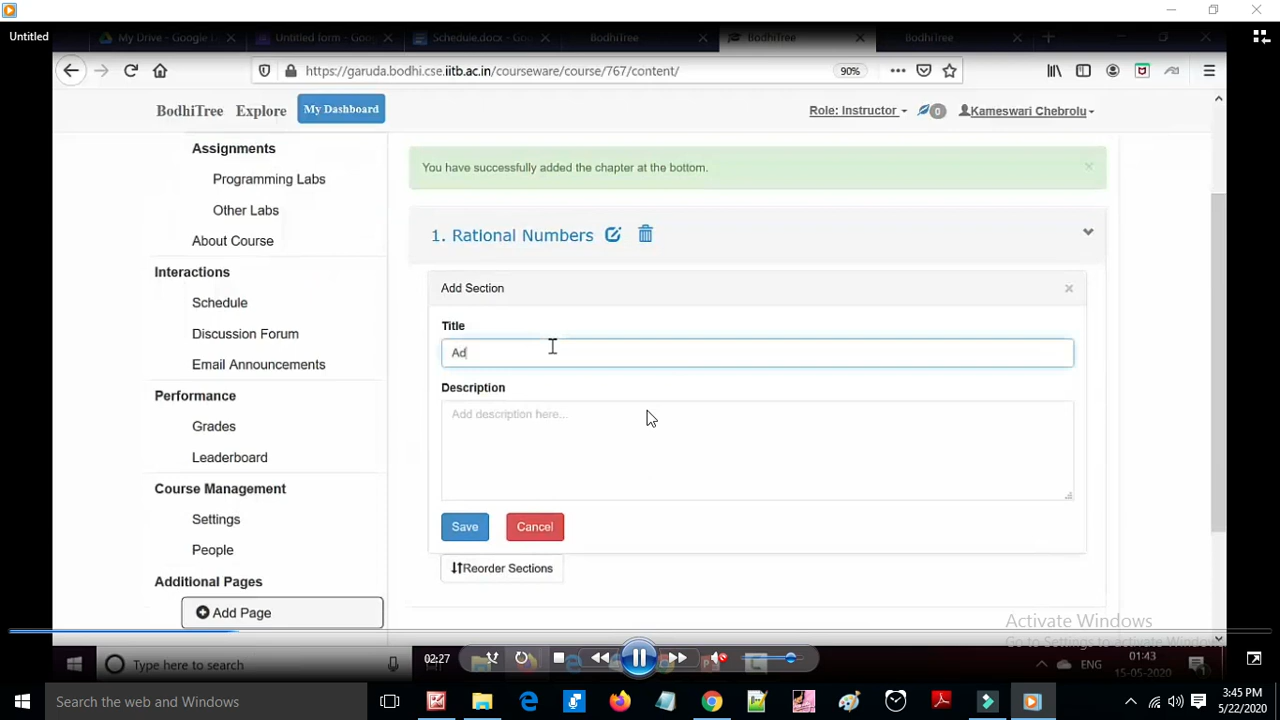 Untitled
My Drive - Google D
Untitled form - Google
Schedule.docx - Goo
BodhiTree
BodhiTree
BodhiTree
https://garuda.bodhi.cse.iitb.ac.in/courseware/course/767/content/
90%
BodhiTree Explore My Dashboard Role: Instructor 0 Kameswari Chebrolu
Assignments
Programming Labs
Other Labs
About Course
Interactions
Schedule
Discussion Forum
Email Announcements
Performance
Grades
Leaderboard
Course Management
Settings
People
Additional Pages
Add Page
You have successfully added the chapter at the bottom.
1. Rational Numbers
Add Section
Title
Ad
Description
Add description here...
Save Cancel
Reorder Sections
Activate Windows
Go to Settings to activate Windows.
Type here to search
02:27
ENG
01:43
15-05-2020
1
Search the web and Windows
3:45 PM
5/22/2020